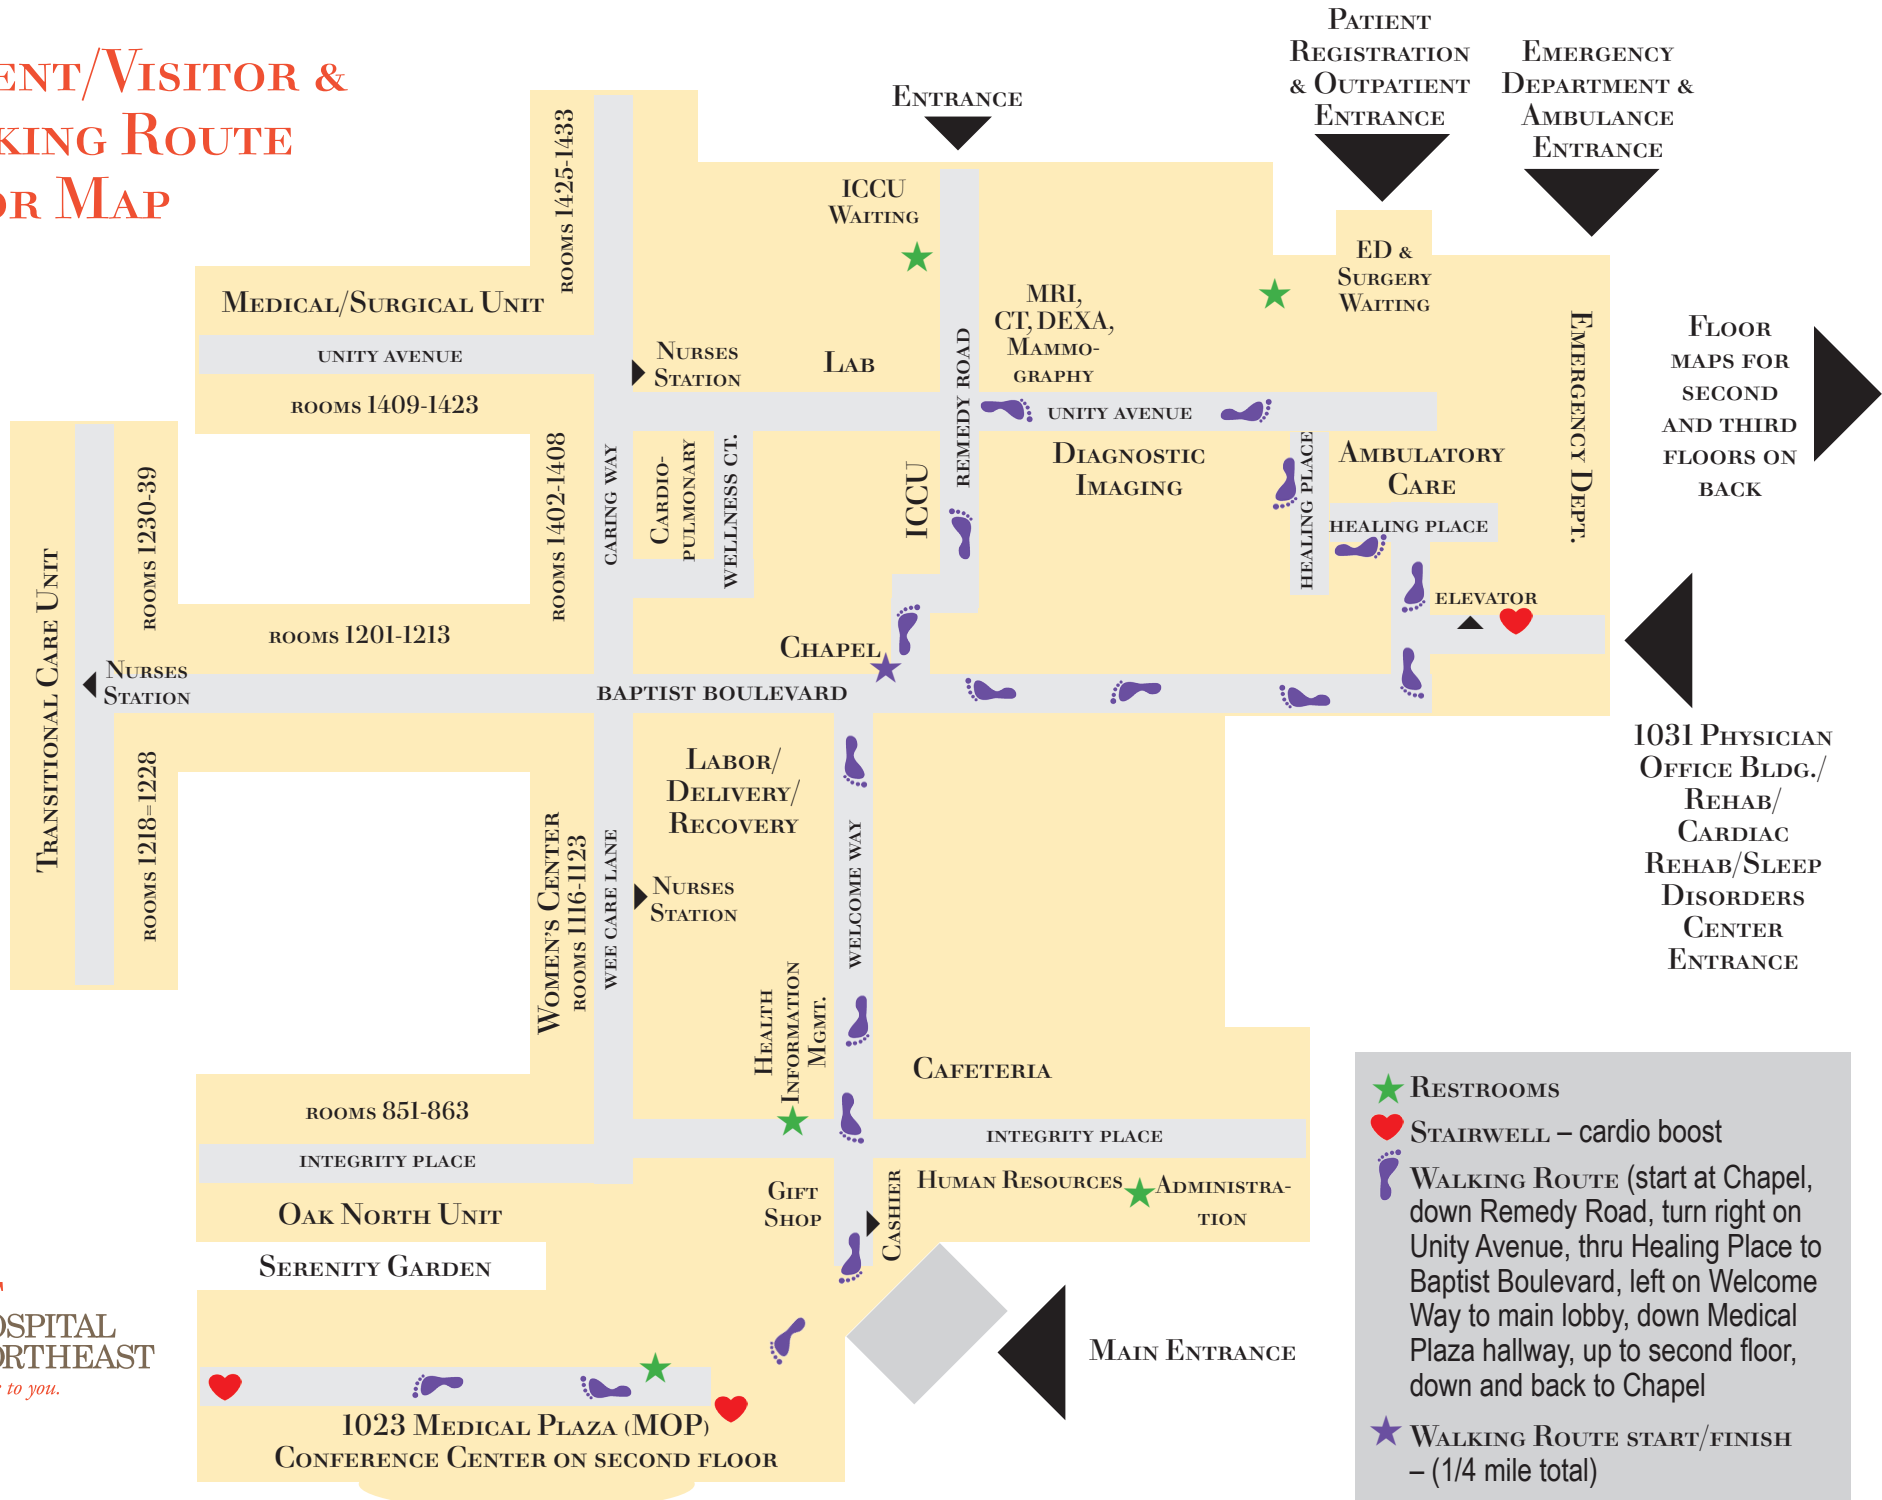 ENT/VISITOR &
KING ROUTE
OR MAP
ENTRANCE
PATIENT
REGISTRATION
& OUTPATIENT
ENTRANCE
EMERGENCY
DEPARTMENT &
AMBULANCE
ENTRANCE
ROOMS 1425-1433
ICCU
WAITING
ED &
SURGERY
WAITING
MEDICAL/SURGICAL UNIT
UNITY AVENUE
ROOMS 1409-1423
NURSES
STATION
LAB
REMEDY ROAD
MRI,
CT, DEXA,
MAMMO-
GRAPHY
UNITY AVENUE
EMERGENCY DEPT.
FLOOR
MAPS FOR
SECOND
AND THIRD
FLOORS ON
BACK
TRANSITIONAL CARE UNIT
ROOMS 1230-39
ROOMS 1402-1408
CARING WAY
CARDIO-
PULMONARY
WELLNESS CT.
ICCU
DIAGNOSTIC
IMAGING
HEALING PLACE
AMBULATORY
CARE
HEALING PLACE
ELEVATOR
ROOMS 1201-1213
CHAPEL
NURSES
STATION
BAPTIST BOULEVARD
ROOMS 1218=1228
LABOR/
DELIVERY/
RECOVERY
WOMEN'S CENTER
ROOMS 1116-1123
WEE CARE LANE
NURSES
STATION
WELCOME WAY
1031 PHYSICIAN
OFFICE BLDG./
REHAB/
CARDIAC
REHAB/SLEEP
DISORDERS
CENTER
ENTRANCE
HEALTH
INFORMATION
MGMT.
CAFETERIA
ROOMS 851-863
INTEGRITY PLACE
INTEGRITY PLACE
OAK NORTH UNIT
GIFT
SHOP
CASHIER
HUMAN RESOURCES
ADMINISTRA-
TION
SERENITY GARDEN
MAIN ENTRANCE
1023 MEDICAL PLAZA (MOP)
CONFERENCE CENTER ON SECOND FLOOR
OSPITAL
ORTHEAST
to you.
RESTROOMS
STAIRWELL – cardio boost
WALKING ROUTE (start at Chapel,
down Remedy Road, turn right on
Unity Avenue, thru Healing Place to
Baptist Boulevard, left on Welcome
Way to main lobby, down Medical
Plaza hallway, up to second floor,
down and back to Chapel
WALKING ROUTE START/FINISH
– (1/4 mile total)